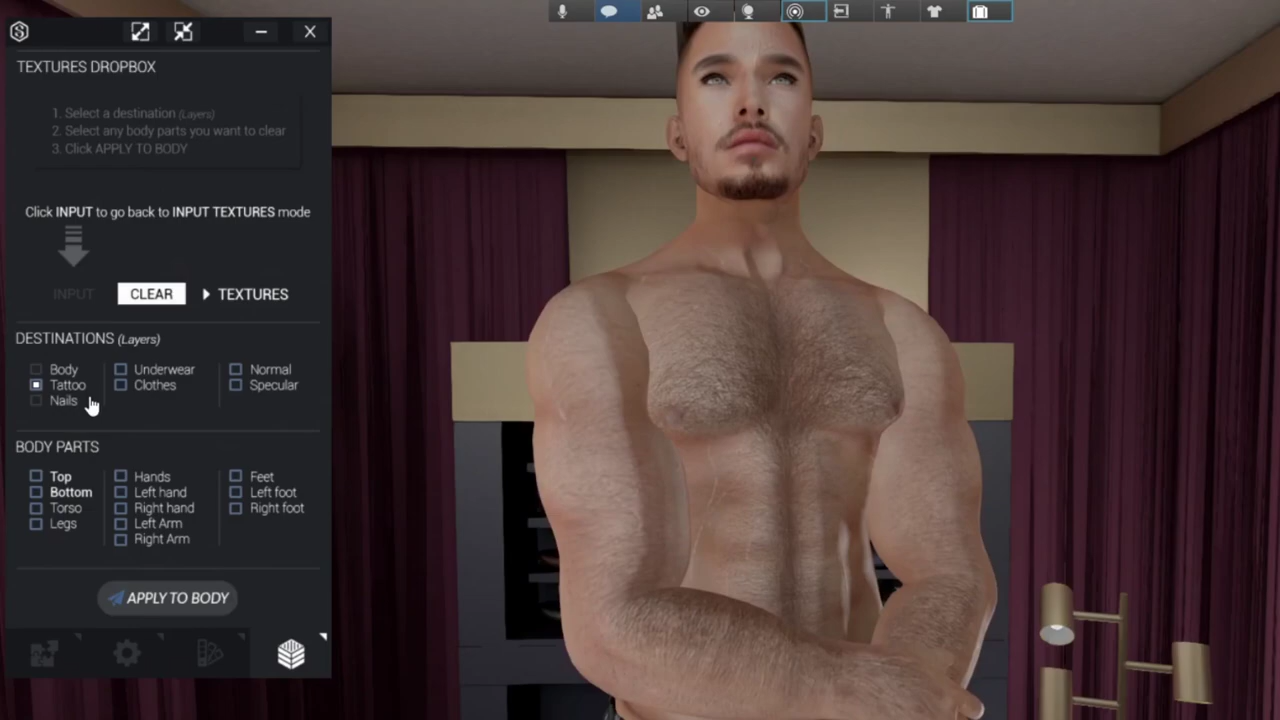 TEXTURES DROPBOX
1. Select a destination (Layers)
2. Select any body parts you want to clear
3. Click APPLY TO BODY
Click INPUT to go back to INPUT TEXTURES mode
INPUT CLEAR TEXTURES
DESTINATIONS (Layers)
Body Underwear Normal
Tattoo Clothes Specular
Nails
BODY PARTS
Top Hands Feet
Bottom Left hand Left foot
Torso Right hand Right foot
Legs Left Arm
Right Arm
APPLY TO BODY